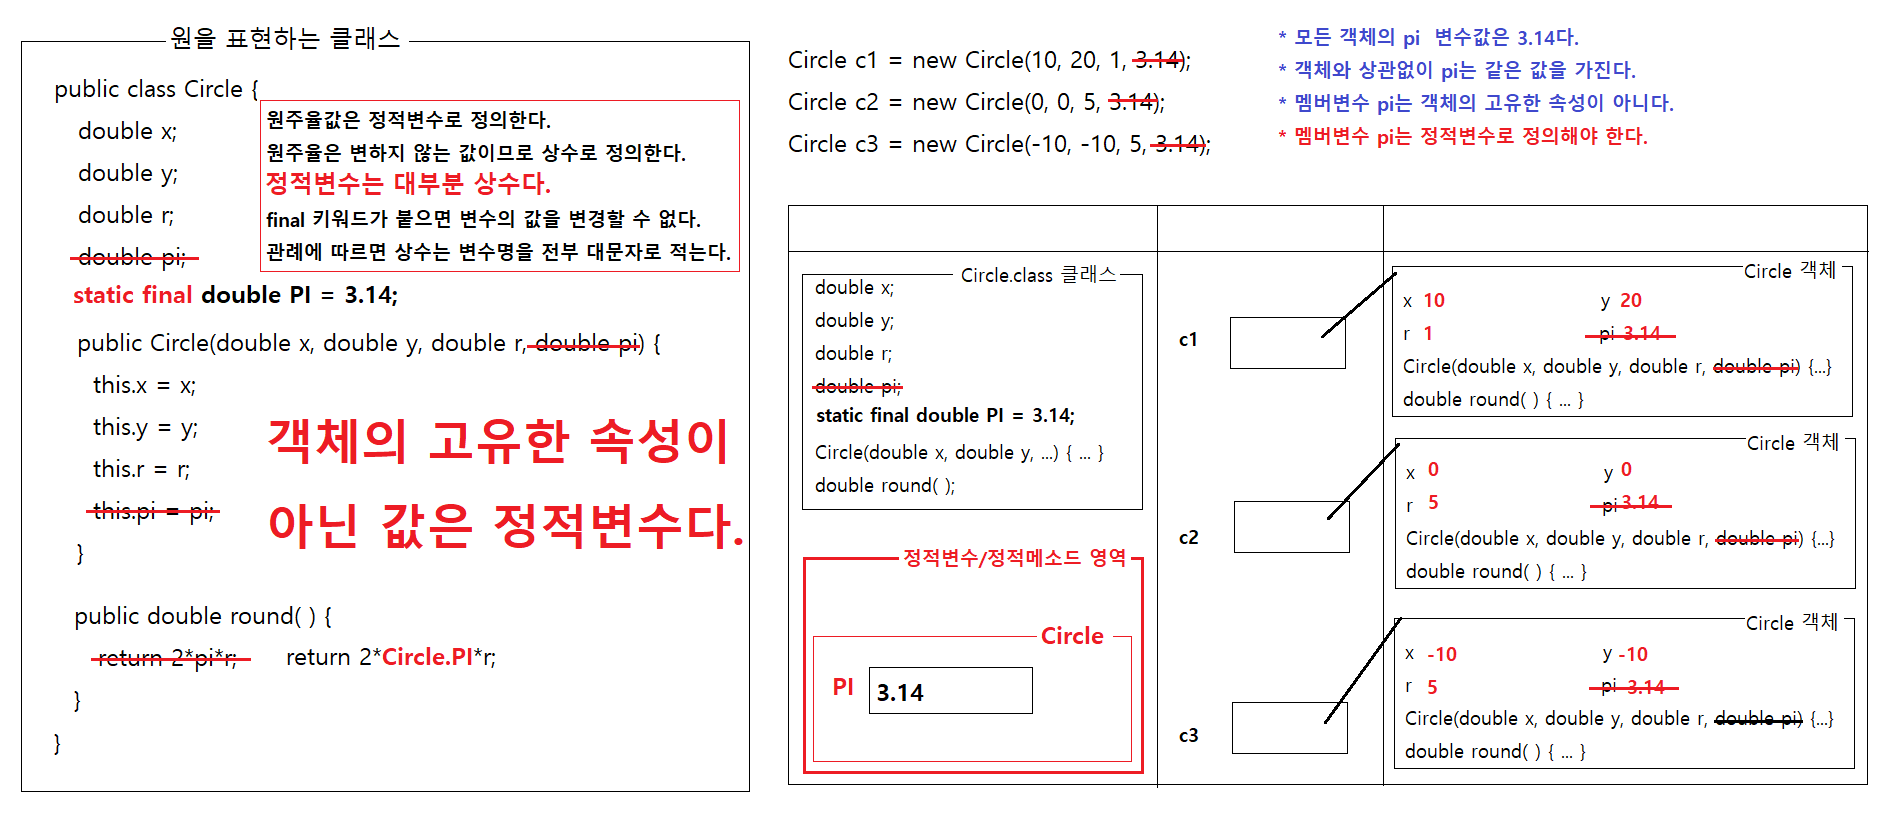 원을 표현하는 클래스
public class Circle {
double x;
double y;
double r;
double pi;
static final double PI = 3.14;
원주율값은 정적변수로 정의한다.
원주율은 변하지 않는 값이므로 상수로 정의한다.
정적변수는 대부분 상수다.
final 키워드가 붙으면 변수의 값을 변경할 수 없다.
관례에 따르면 상수는 변수명을 전부 대문자로 적는다.
public Circle(double x, double y, double r, double pi) {
this.x = x;
this.y = y;
this.r = r;
this.pi = pi;
}
객체의 고유한 속성이
아닌 값은 정적변수다.
public double round( ) {
return 2*pi*r; return 2*Circle.PI*r;
}
}
Circle c1 = new Circle(10, 20, 1, 3.14);
Circle c2 = new Circle(0, 0, 5, 3.14);
Circle c3 = new Circle(-10, -10, 5, 3.14);
* 모든 객체의 pi 변수값은 3.14다.
* 객체와 상관없이 pi는 같은 값을 가진다.
* 멤버변수 pi는 객체의 고유한 속성이 아니다.
* 멤버변수 pi는 정적변수로 정의해야 한다.
Circle.class 클래스
double x;
double y;
double r;
double pi;
static final double PI = 3.14;
Circle(double x, double y, ...) { ... }
double round( );
정적변수/정적메소드 영역
Circle
PI 3.14
c1
c2
c3
Circle 객체
x 10 y 20
r 1 pi 3.14
Circle(double x, double y, double r, double pi) {...}
double round( ) { ... }
Circle 객체
x 0 y 0
r 5 pi 3.14
Circle(double x, double y, double r, double pi) {...}
double round( ) { ... }
Circle 객체
x -10 y -10
r 5 pi 3.14
Circle(double x, double y, double r, double pi) {...}
double round( ) { ... }